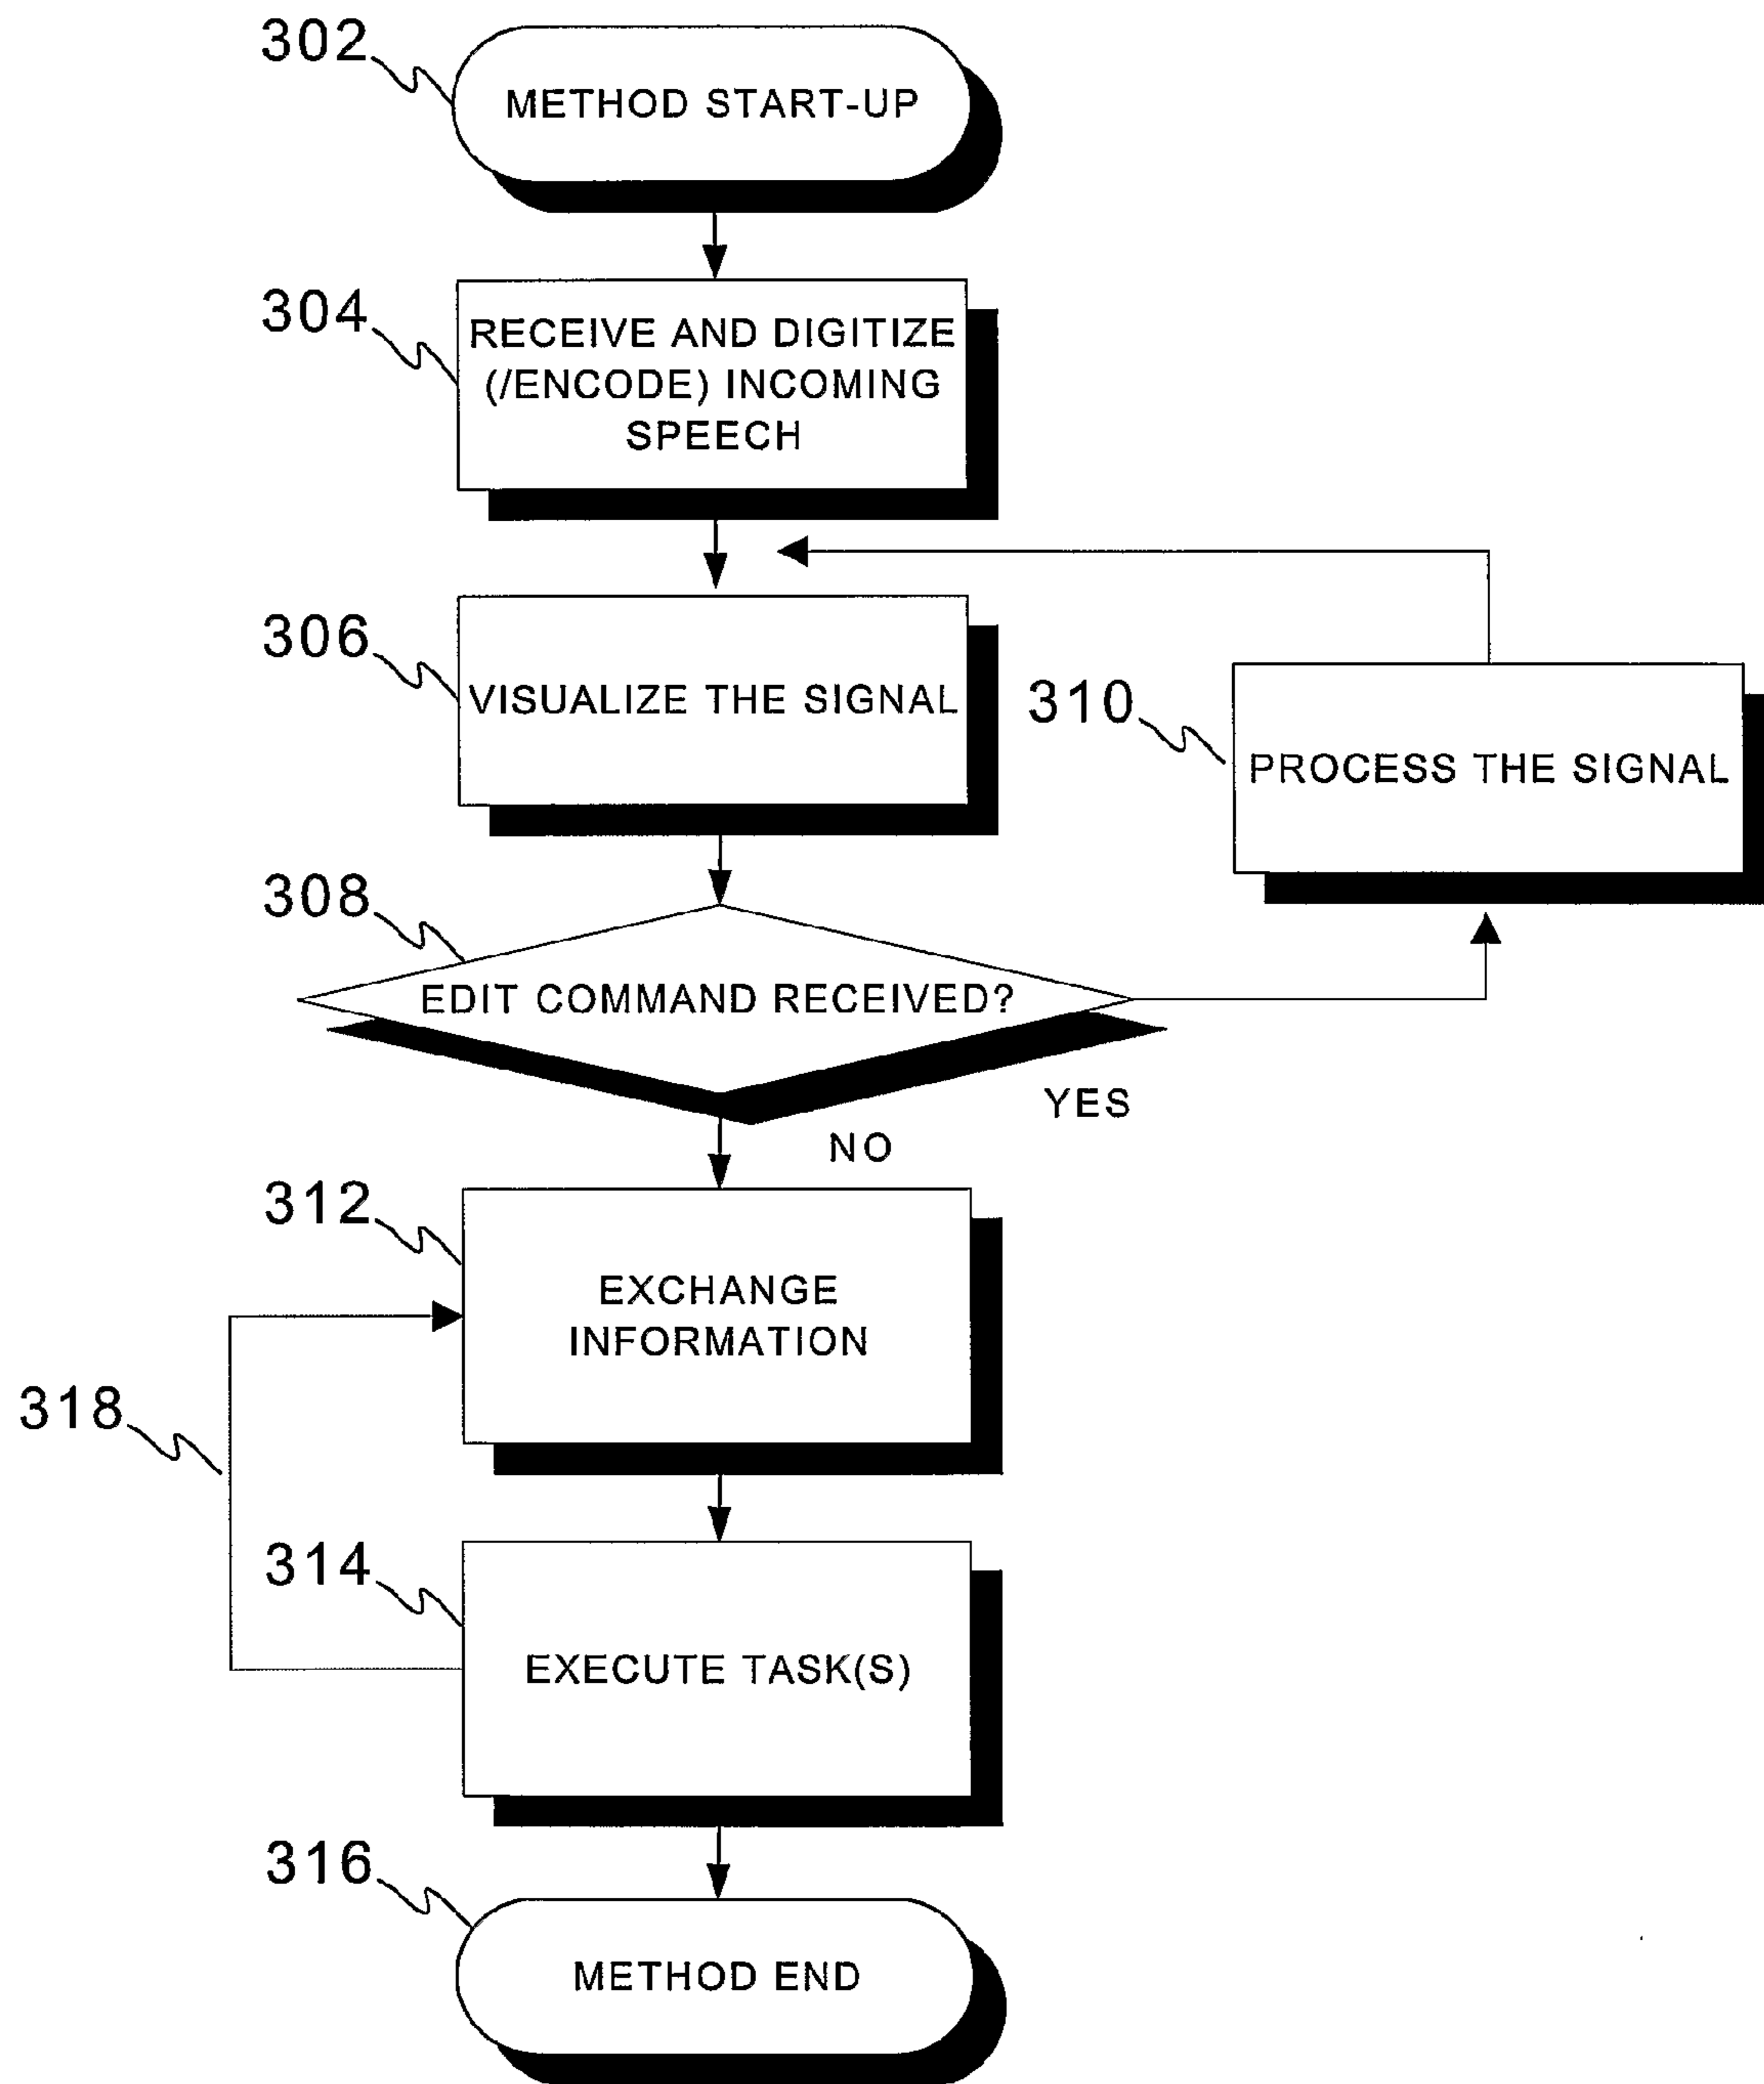 302
METHOD START-UP
304
RECEIVE AND DIGITIZE
(/ENCODE) INCOMING
SPEECH
306
VISUALIZE THE SIGNAL
310
PROCESS THE SIGNAL
308
EDIT COMMAND RECEIVED?
YES
NO
312
EXCHANGE
INFORMATION
318
314
EXECUTE TASK(S)
316
METHOD END